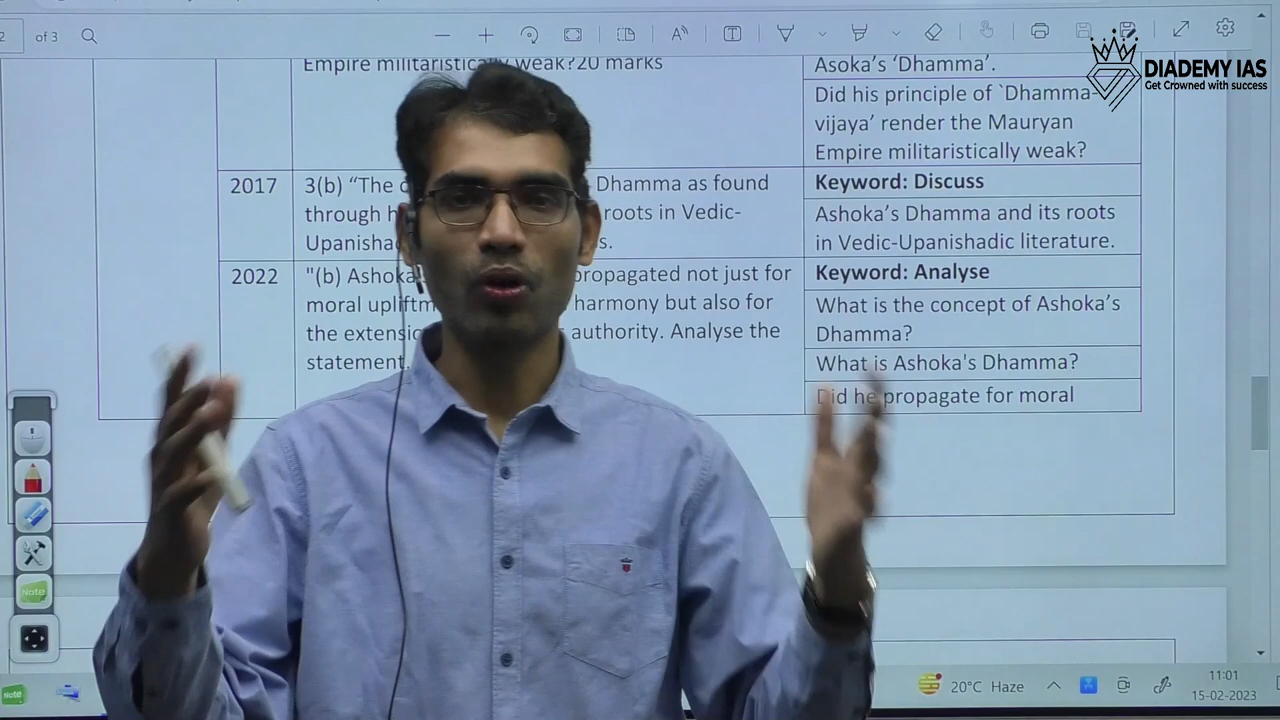 of 3
DIADEMY IAS
Get Crowned with success
Empire militaristically weak?20 marks
Asoka’s ‘Dhamma’.
Did his principle of `Dhamma-
vijaya’ render the Mauryan
Empire militaristically weak?
2017
3(b) “The Dhamma as found
through roots in Vedic-
Keyword: Discuss
Ashoka’s Dhamma and its roots
in Vedic-Upanishadic literature.
2022
"(b) Ashoka propagated not just for
moral harmony but also for
the authority. Analyse the
statement.
Keyword: Analyse
What is the concept of Ashoka’s
Dhamma?
What is Ashoka's Dhamma?
Did he propagate for moral
Note
Note
20°C Haze
11:01
15-02-2023